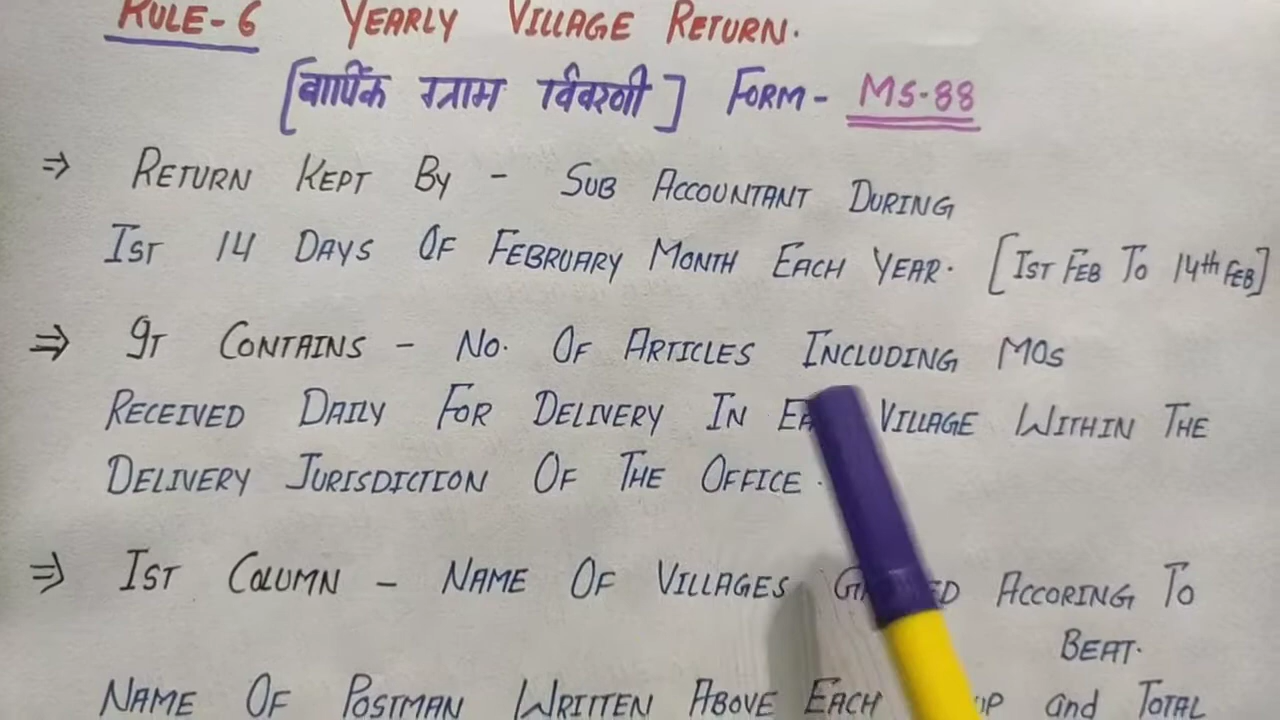 RULE-6 YEARLY VILLAGE RETURN.
[वार्षिक ग्राम विवरणी] FORM- MS-88
⇒ RETURN KEPT BY - SUB ACCOUNTANT DURING
IST 14 DAYS OF FEBRUARY MONTH EACH YEAR. [IST FEB TO 14th FEB]
⇒ IT CONTAINS - NO. OF ARTICLES INCLUDING MOS
RECEIVED DAILY FOR DELIVERY IN VILLAGE WITHIN THE
DELIVERY JURISDICTION OF THE OFFICE.
⇒ IST COLUMN - NAME OF VILLAGES ACCORING TO
BEAT.
NAME OF POSTMAN WRITTEN ABOVE EACH and TOTAL